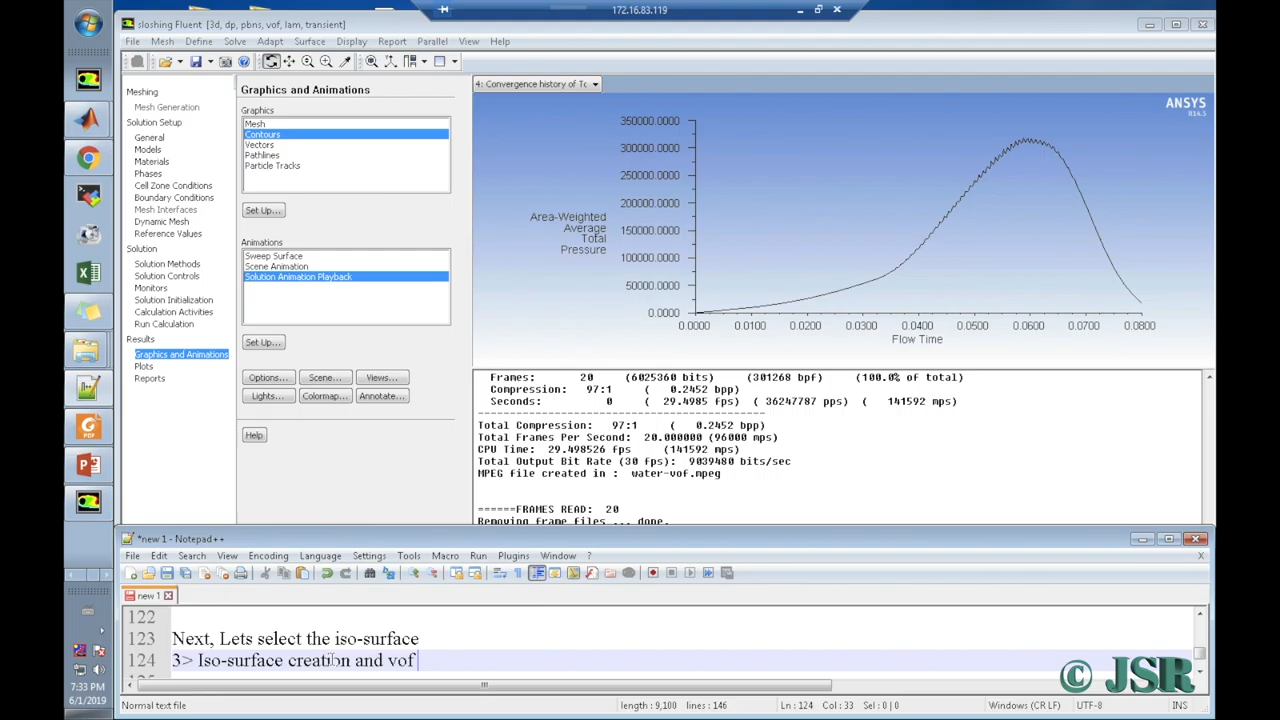 172.16.83.119
sloshing Fluent [3d, dp, pbns, vof, lam, transient]
File Mesh Define Solve Adapt Surface Display Report Parallel View Help
Meshing
Mesh Generation
Solution Setup
General
Models
Materials
Phases
Cell Zone Conditions
Boundary Conditions
Mesh Interfaces
Dynamic Mesh
Reference Values
Solution
Solution Methods
Solution Controls
Monitors
Solution Initialization
Calculation Activities
Run Calculation
Results
Graphics and Animations
Plots
Reports
Graphics and Animations
Graphics
Mesh
Contours
Vectors
Pathlines
Particle Tracks
Set Up...
Animations
Sweep Surface
Scene Animation
Solution Animation Playback
Set Up...
Options... Scene... Views...
Lights... Colormap... Annotate...
Help
4: Convergence history of Tc
ANSYS
R14.5
350000.0000
300000.0000
250000.0000
200000.0000
150000.0000
100000.0000
50000.0000
0.0000
Area-Weighted
Average
Total
Pressure
0.0000 0.0100 0.0200 0.0300 0.0400 0.0500 0.0600 0.0700 0.0800
Flow Time
Frames: 20 (6025360 bits) (301268 bpf) (100.0% of total)
Compression: 97:1 ( 0.2452 bpp)
Seconds: 0 ( 29.4985 fps) ( 36247787 pps) ( 141592 mps)
---------------------------------------------
Total Compression: 97:1 ( 0.2452 bpp)
Total Frames Per Second: 20.000000 (96000 mps)
CPU Time: 29.498526 fps (141592 mps)
Total Output Bit Rate (30 fps): 9039480 bits/sec
MPEG file created in : water-vof.mpeg
======FRAMES READ: 20
Removing frame files ... done.
*new 1 - Notepad++
File Edit Search View Encoding Language Settings Tools Macro Run Plugins Window ?
X
new 1
122
123 Next, Lets select the iso-surface
124 3> Iso-surface creation and vof
© JSR
Normal text file length : 9,100 lines : 146 Ln : 124 Col : 33 Sel : 0 | 0 Windows (CR LF) UTF-8 INS
7:33 PM
6/1/2019